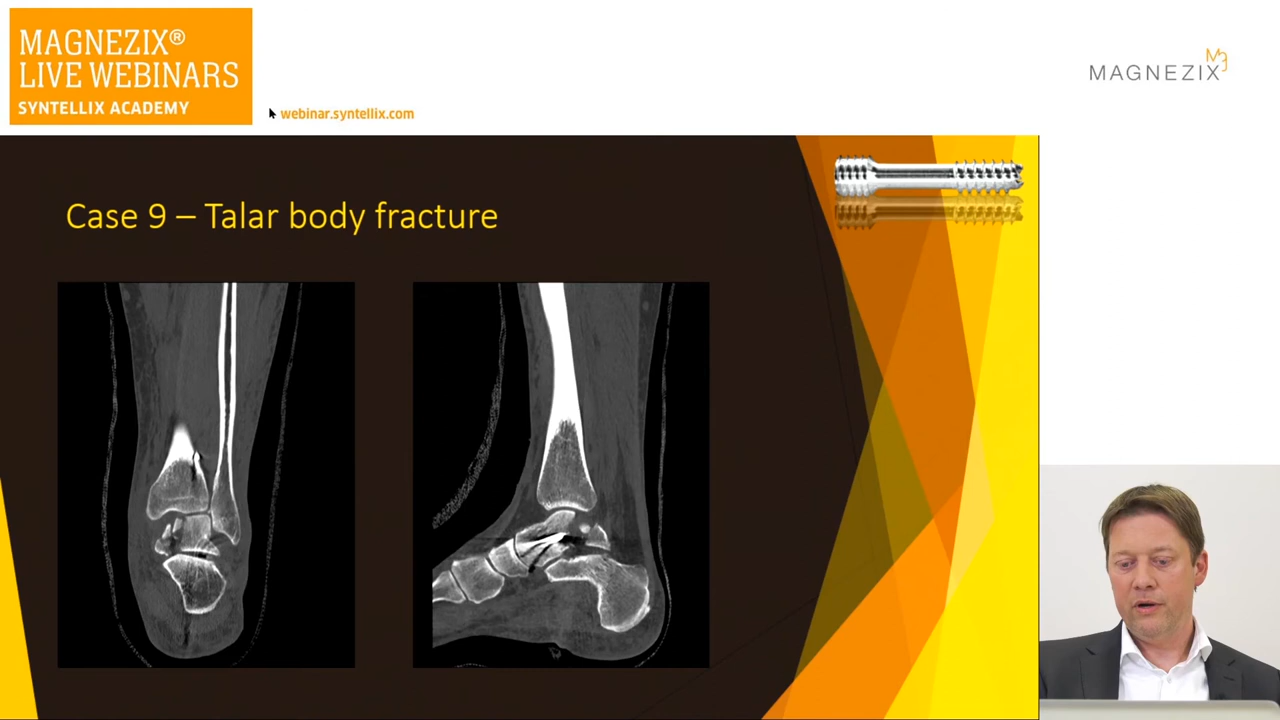 MAGNEZIX®
LIVE WEBINARS
SYNTELLIX ACADEMY
webinar.syntellix.com
MAGNEZIX
Case 9 – Talar body fracture